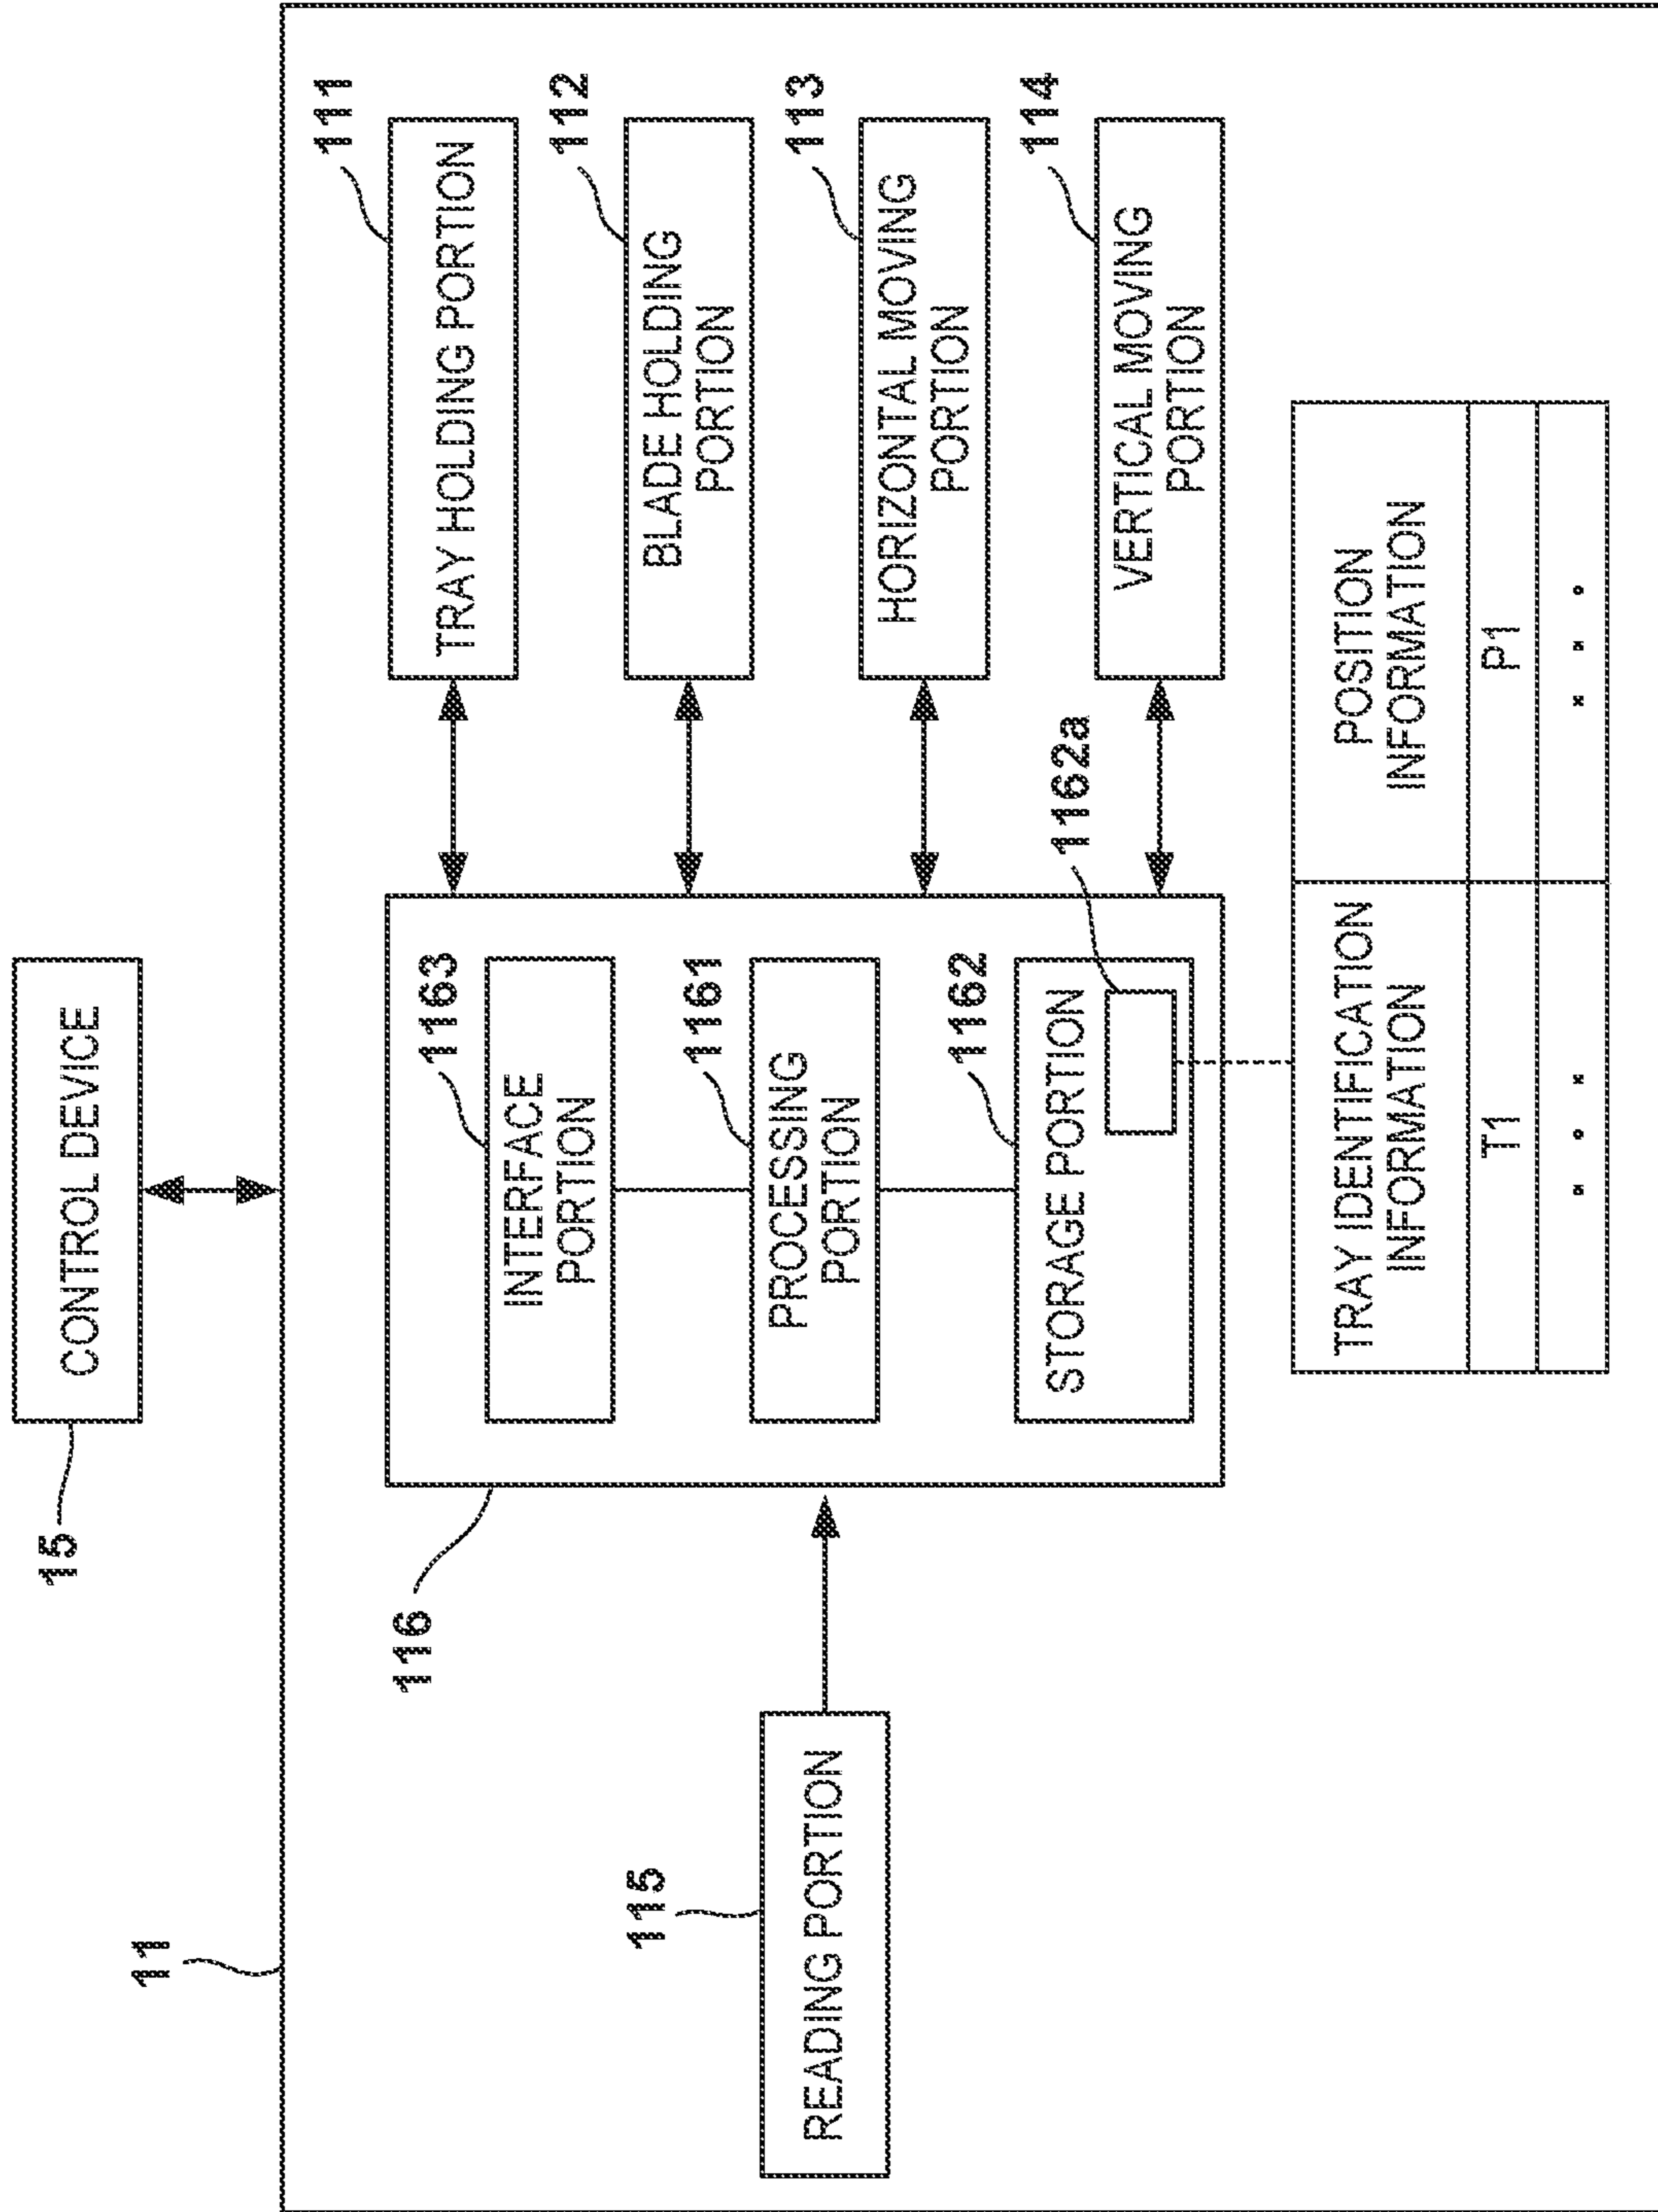 15
CONTROL DEVICE
11
116
1163
INTERFACE
PORTION
1161
PROCESSING
PORTION
1162
STORAGE PORTION
1162a
115
READING PORTION
111
TRAY HOLDING PORTION
112
BLADE HOLDING
PORTION
113
HORIZONTAL MOVING
PORTION
114
VERTICAL MOVING
PORTION
TRAY IDENTIFICATION
INFORMATION
POSITION
INFORMATION
T1
P1
. . .
. . .